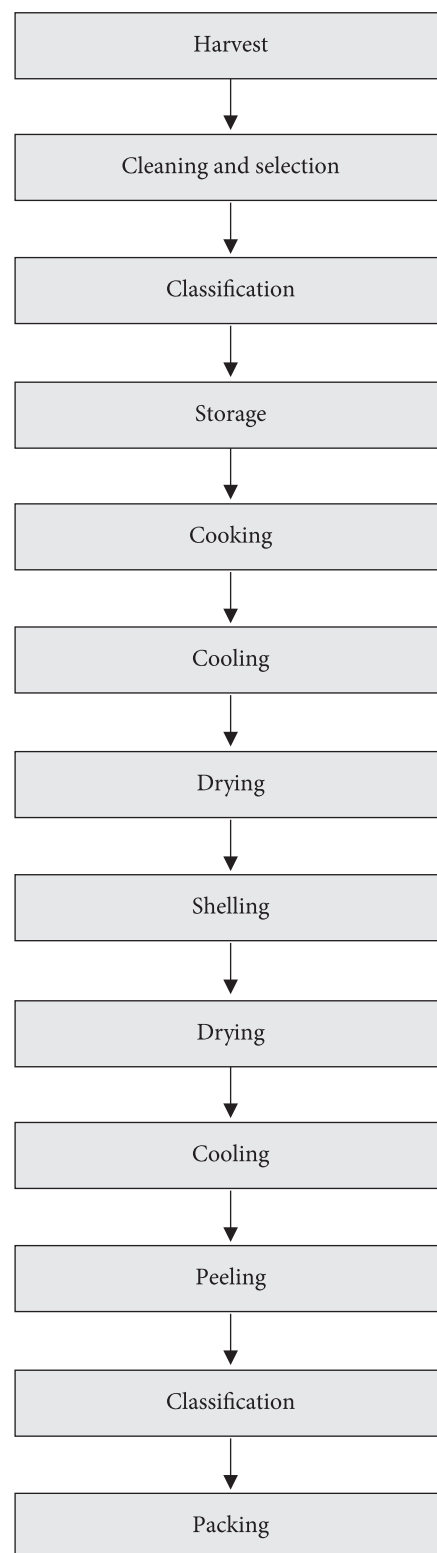 Harvest
Cleaning and selection
Classification
Storage
Cooking
Cooling
Drying
Shelling
Drying
Cooling
Peeling
Classification
Packing